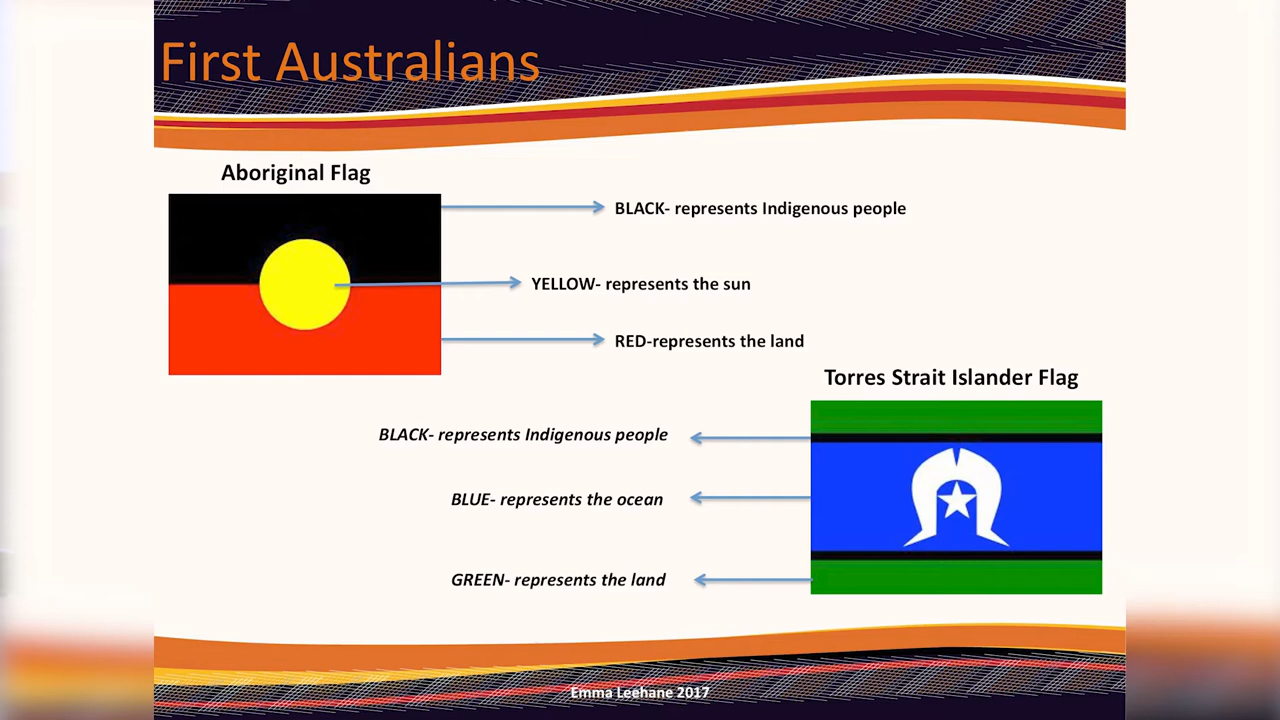 First Australians
Aboriginal Flag
BLACK- represents Indigenous people
YELLOW- represents the sun
RED-represents the land
Torres Strait Islander Flag
BLACK- represents Indigenous people
BLUE- represents the ocean
GREEN- represents the land
Emma Leehane 2017